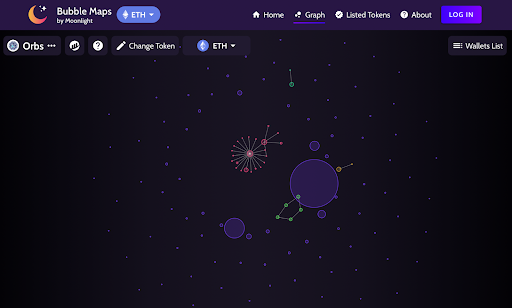 Bubble Maps
by Moonlight
ETH
Home
Graph
Listed Tokens
About
LOG IN
Orbs
Change Token
ETH
Wallets List